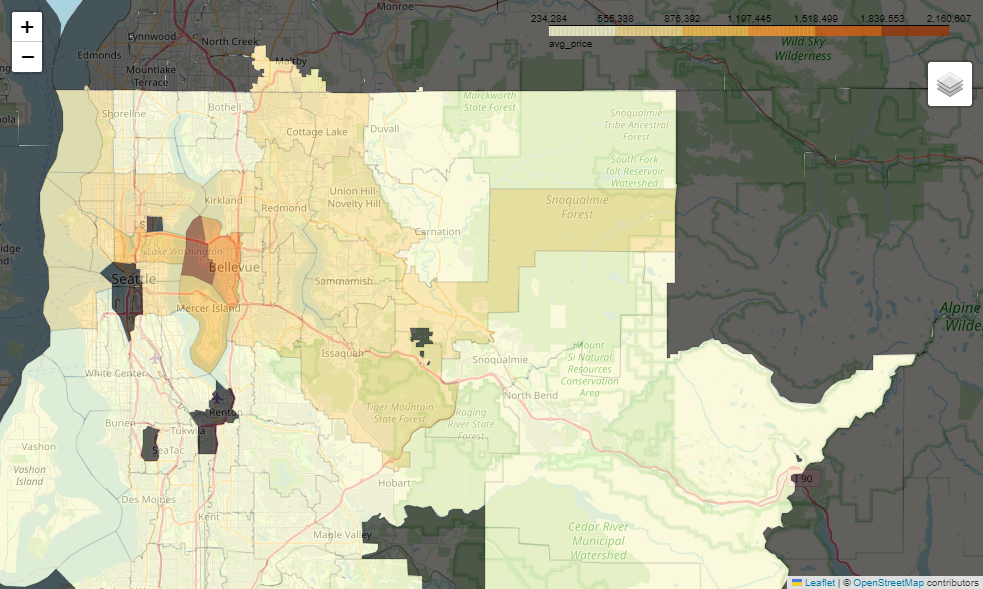 +
−
234,284 555,338 876,392 1,197,445 1,518,499 1,839,553 2,160,607
avg_price
Monroe
Lynnwood
North Creek
Edmonds
Maltby
Mountlake
Terrace
Wild Sky
Wilderness
Shoreline
Bothell
Cottage Lake
Duvall
Marckworth
State Forest
Snoqualmie
Tribe Ancestral
Forest
South Fork
Tolt Reservoir
Watershed
Kirkland
Redmond
Union Hill-
Novelty Hill
Snoqualmie
Forest
Carnation
Lake Washington
Bellevue
Seattle
Sammamish
Mercer Island
Alpine
Wilde
Issaquah
Snoqualmie
Mount
Si Natural
Resources
Conservation
Area
White Center
North Bend
Tiger Mountain
State Forest
Raging
River State
Forest
Renton
Burien
Tukwila
SeaTac
Vashon
Vashon
Island
Hobart
I 90
Des Moines
Kent
Maple Valley
Cedar River
Municipal
Watershed
Leaflet | © OpenStreetMap contributors